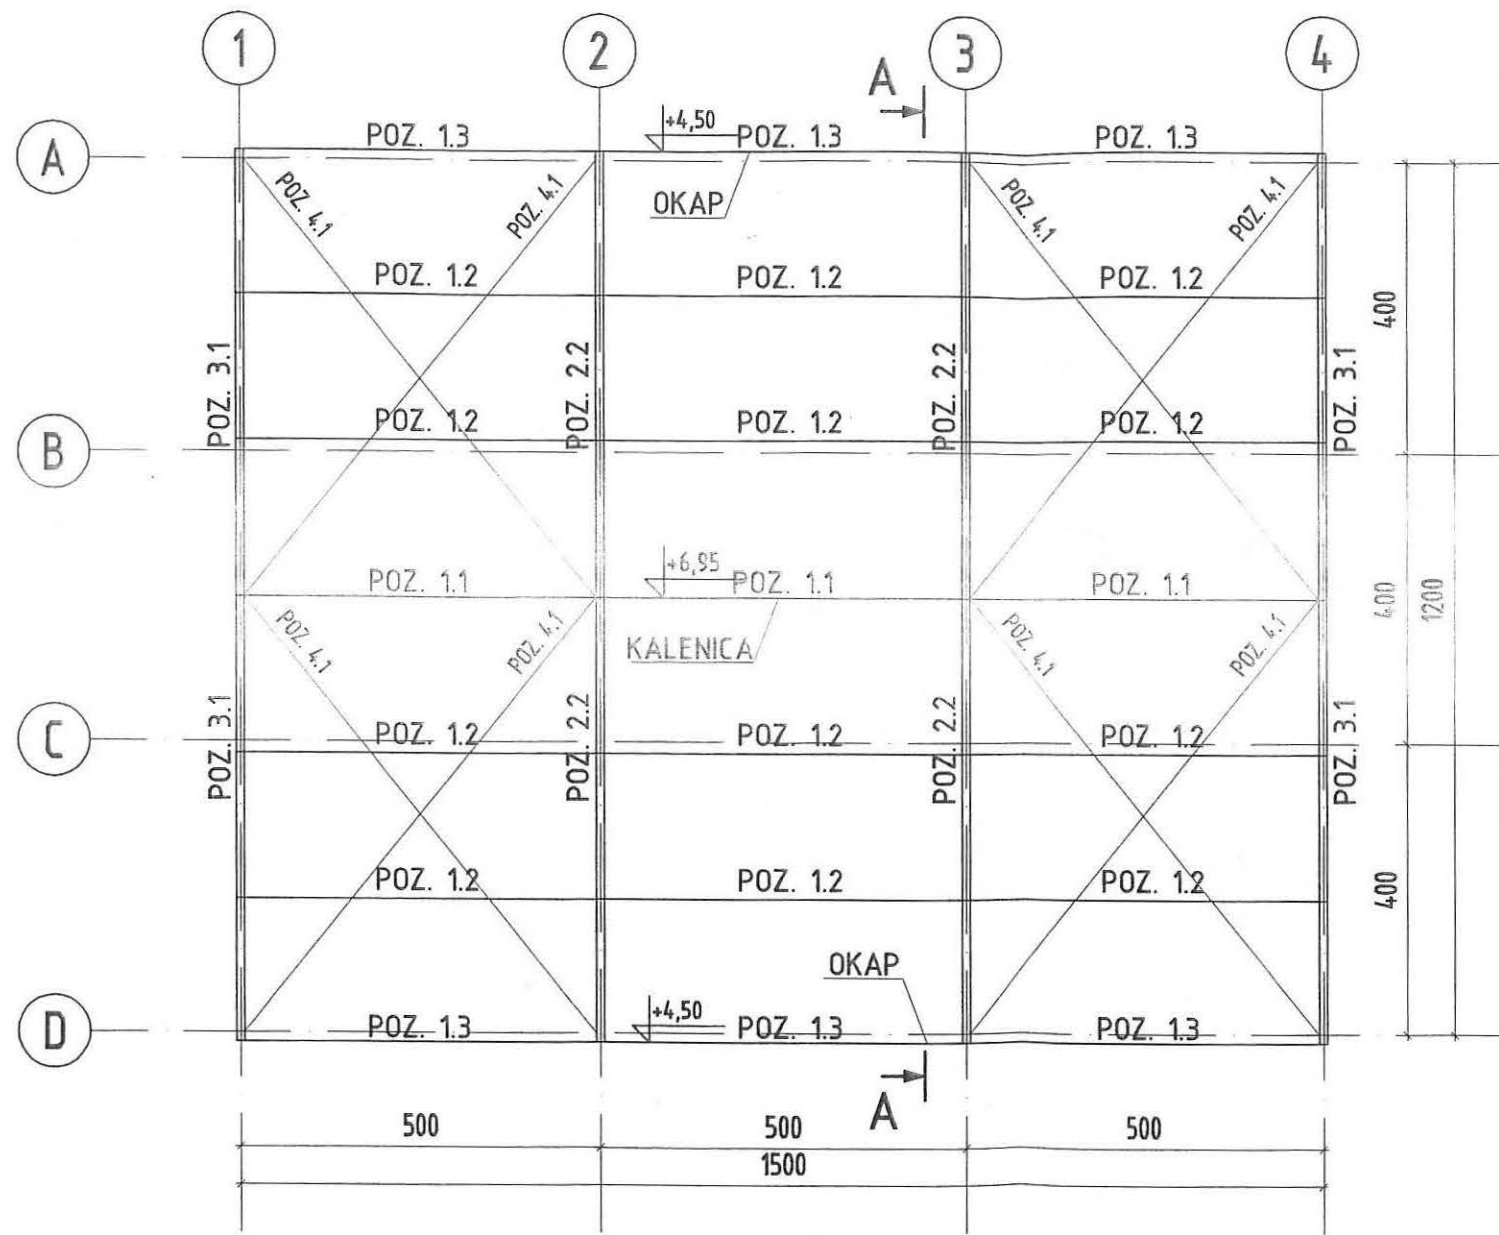 1 2 3 4
A
A
POZ. 1.3 +4,50 POZ. 1.3 POZ. 1.3
POZ. 4.1 POZ. 4.1 OKAP POZ. 4.1 POZ. 4.1
POZ. 1.2 POZ. 1.2 POZ. 1.2
400
POZ. 3.1 POZ. 2.2 POZ. 2.2 POZ. 3.1
POZ. 1.2 POZ. 1.2 POZ. 1.2
B
+6,95
POZ. 1.1 POZ. 1.1 POZ. 1.1
400 1200
POZ. 4.1 POZ. 4.1 KALENICA POZ. 4.1 POZ. 4.1
POZ. 3.1 POZ. 2.2 POZ. 2.2 POZ. 3.1
C
POZ. 1.2 POZ. 1.2 POZ. 1.2
POZ. 1.2 POZ. 1.2 POZ. 1.2
400
OKAP
+4,50
D
POZ. 1.3 POZ. 1.3 POZ. 1.3
A
500 500 500
1500